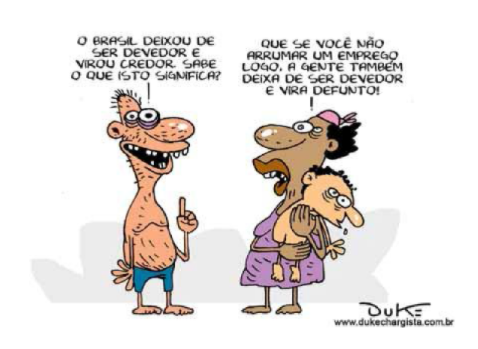 O BRASIL DEIXOU DE
SER DEVEDOR E
VIROU CREDOR. SABE
O QUE ISTO SIGNIFICA?
QUE SE VOCÊ NÃO
ARRUMAR UM EMPREGO
LOGO, A GENTE TAMBÉM
DEIXA DE SER DEVEDOR
E VIRA DEFUNTO!
DUKE
www.dukechargista.com.br